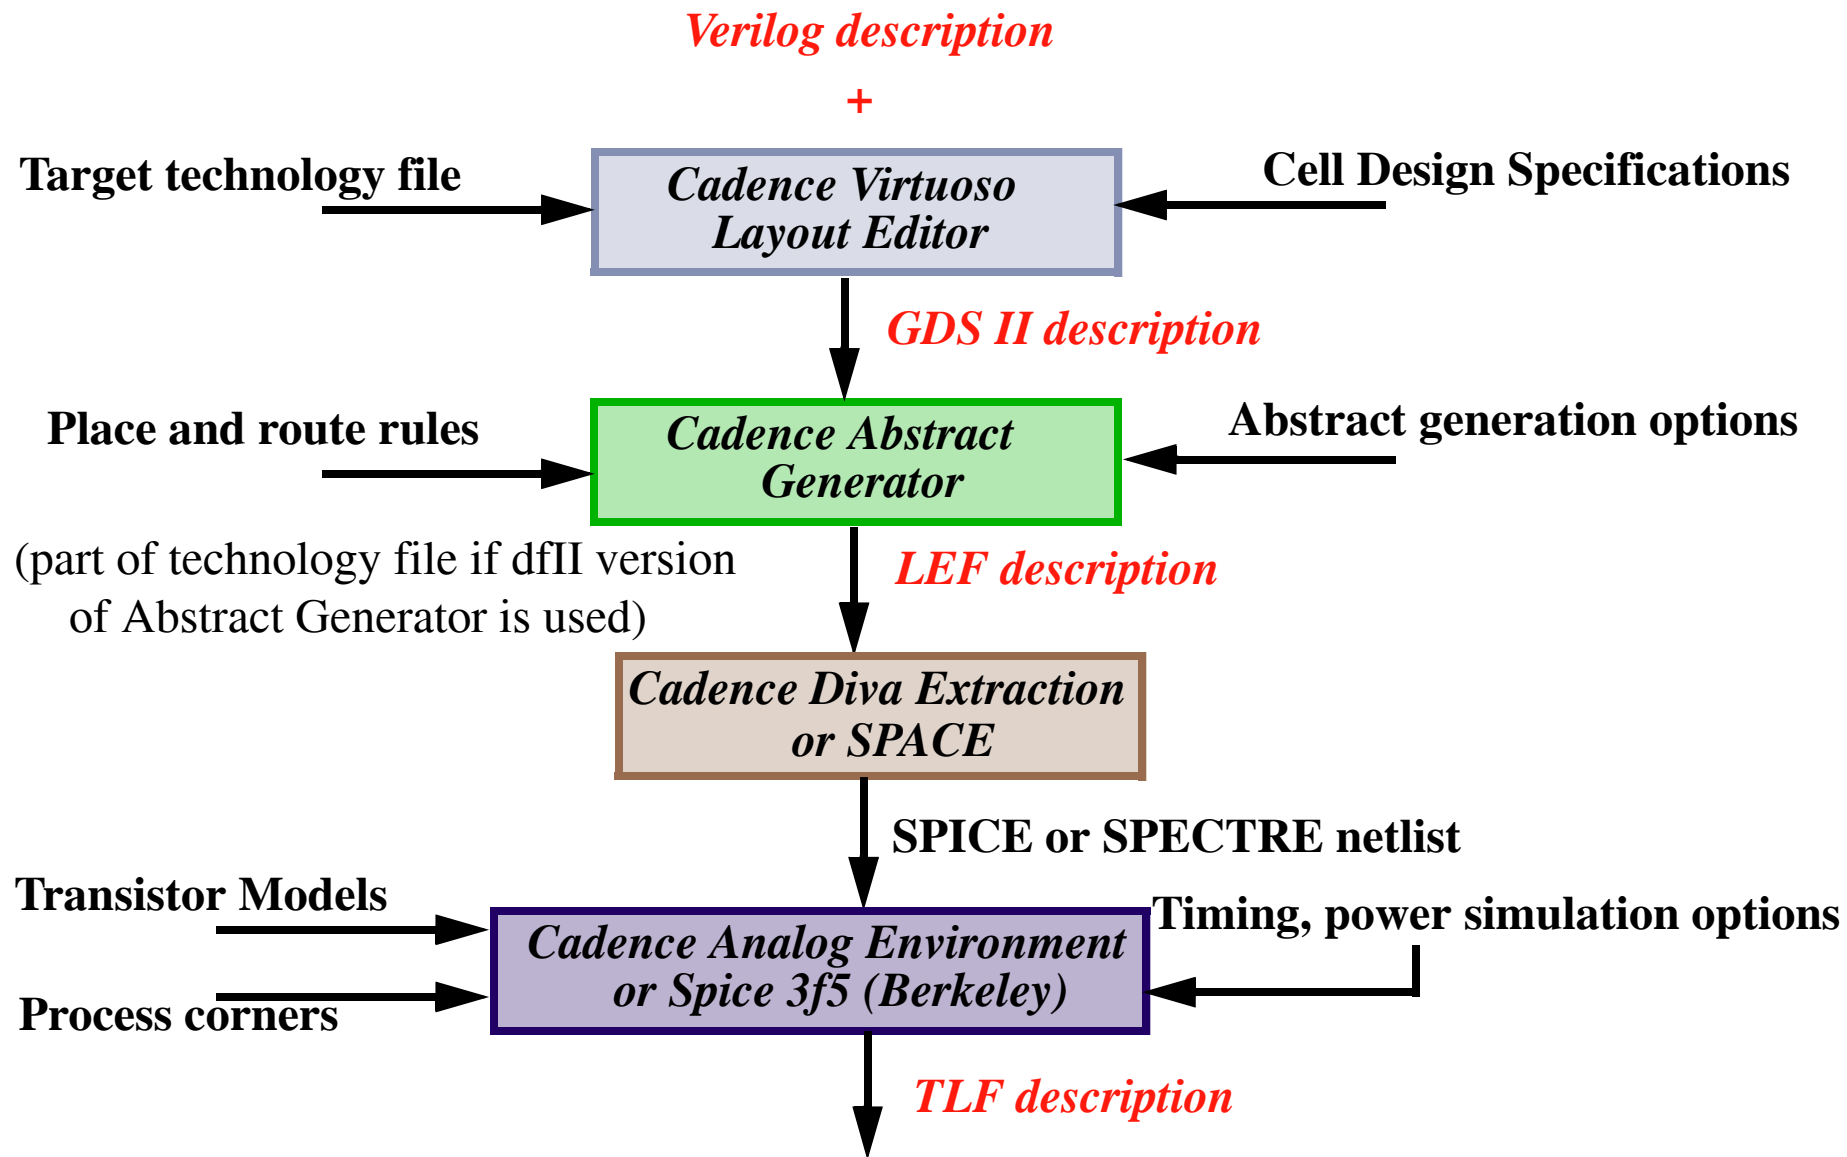 Verilog description
+
Target technology file
Cadence Virtuoso
Layout Editor
Cell Design Specifications
GDS II description
Place and route rules
Cadence Abstract
Generator
Abstract generation options
(part of technology file if dfII version
of Abstract Generator is used)
LEF description
Cadence Diva Extraction
or SPACE
SPICE or SPECTRE netlist
Transistor Models
Process corners
Cadence Analog Environment
or Spice 3f5 (Berkeley)
Timing, power simulation options
TLF description